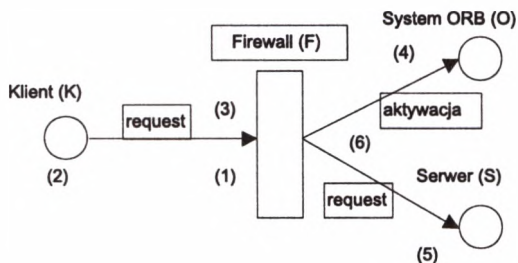 System ORB (O)
Firewall (F)
(4)
Klient (K)
(3)
request
aktywacja
(6)
(2)
(1)
Serwer (S)
request
(5)